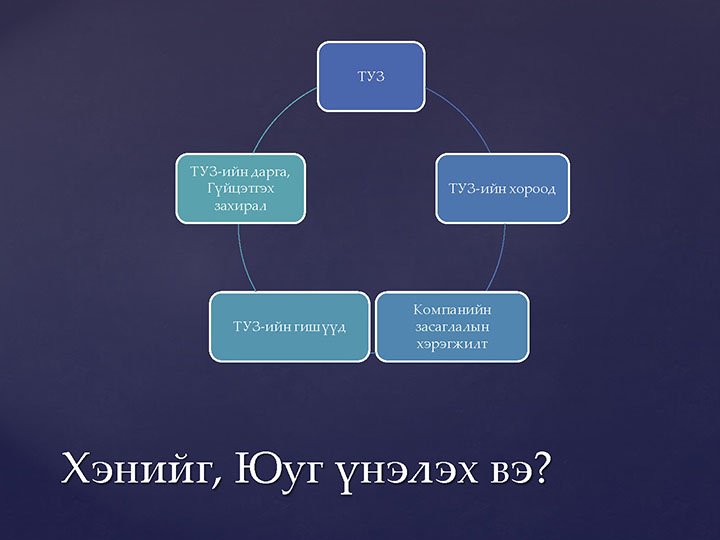 ТУЗ
ТУЗ-ийн дарга,
Гүйцэтгэх
захирал
ТУЗ-ийн хороод
ТУЗ-ийн гишүүд
Компанийн
засаглалын
хэрэгжилт
Хэнийг, Юуг үнэлэх вэ?